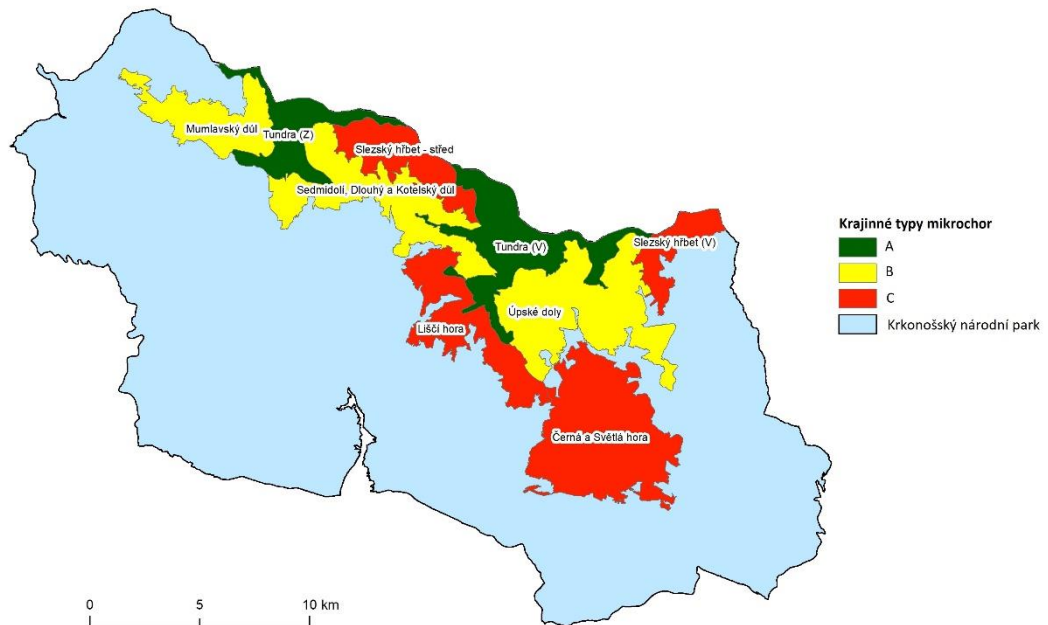 Mumlavský důl
Tundra (Z)
Slezský hřbet - střed
Sedmidolí, Dlouhý a Kotelský důl
Tundra (V)
Slezský hřbet (V)
Úpské doly
Liščí hora
Černá a Světlá hora
Krajinné typy mikrochor
A
B
C
Krkonošský národní park
0 5 10 km